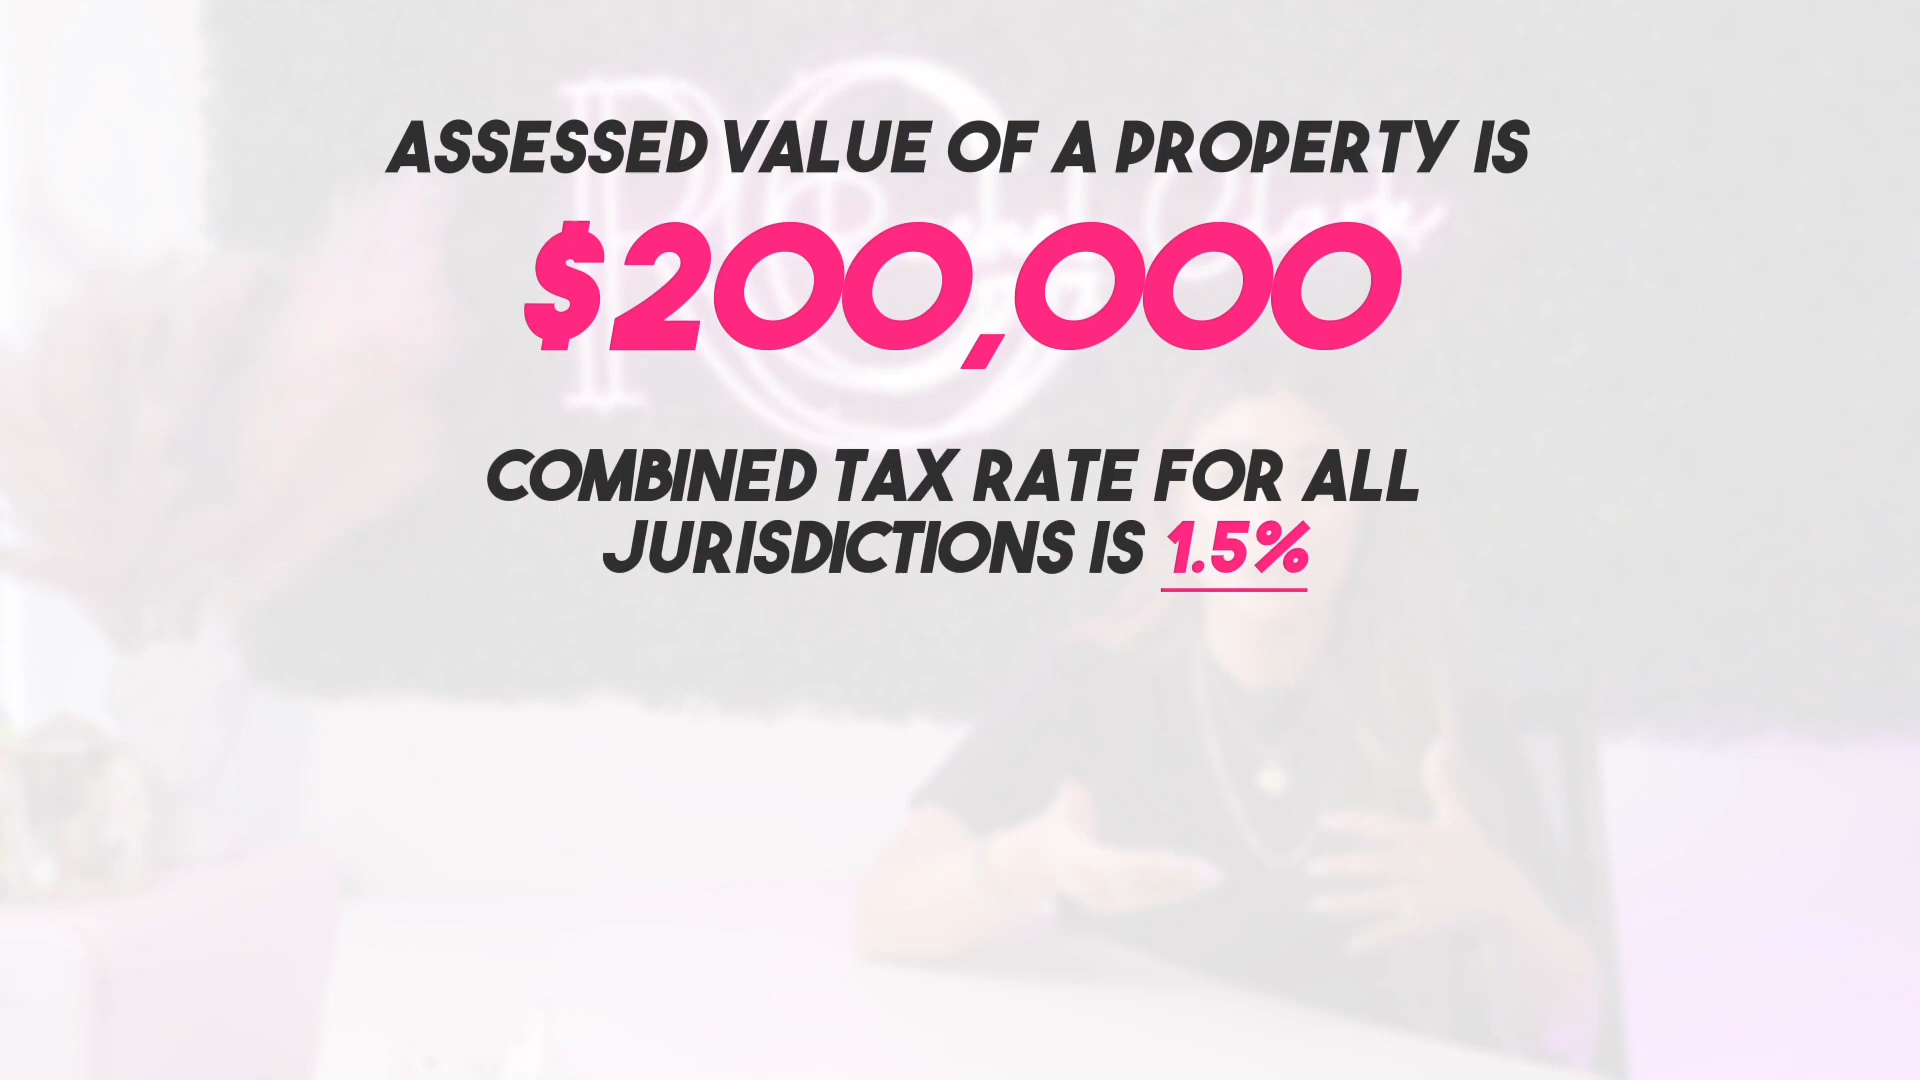 ASSESSED VALUE OF A PROPERTY IS
$200,000
COMBINED TAX RATE FOR ALL
JURISDICTIONS IS 1.5%